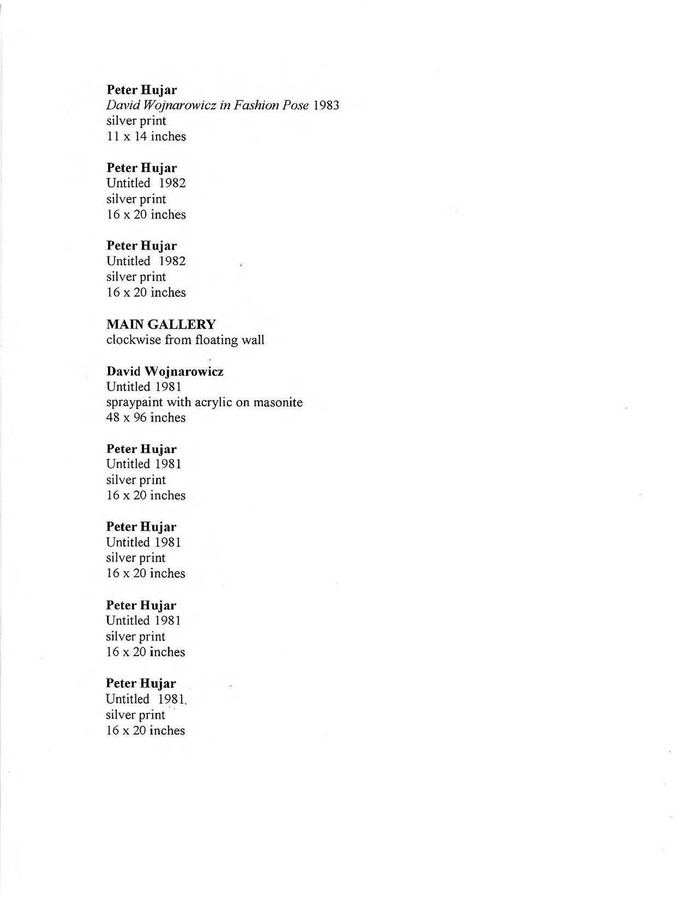 Peter Hujar
David Wojnarowicz in Fashion Pose 1983
silver print
11 x 14 inches
Peter Hujar
Untitled 1982
silver print
16 x 20 inches
Peter Hujar
Untitled 1982
silver print
16 x 20 inches
MAIN GALLERY
clockwise from floating wall
David Wojnarowicz
Untitled 1981
spraypaint with acrylic on masonite
48 x 96 inches
Peter Hujar
Untitled 1981
silver print
16 x 20 inches
Peter Hujar
Untitled 1981
silver print
16 x 20 inches
Peter Hujar
Untitled 1981
silver print
16 x 20 inches
Peter Hujar
Untitled 1981
silver print
16 x 20 inches